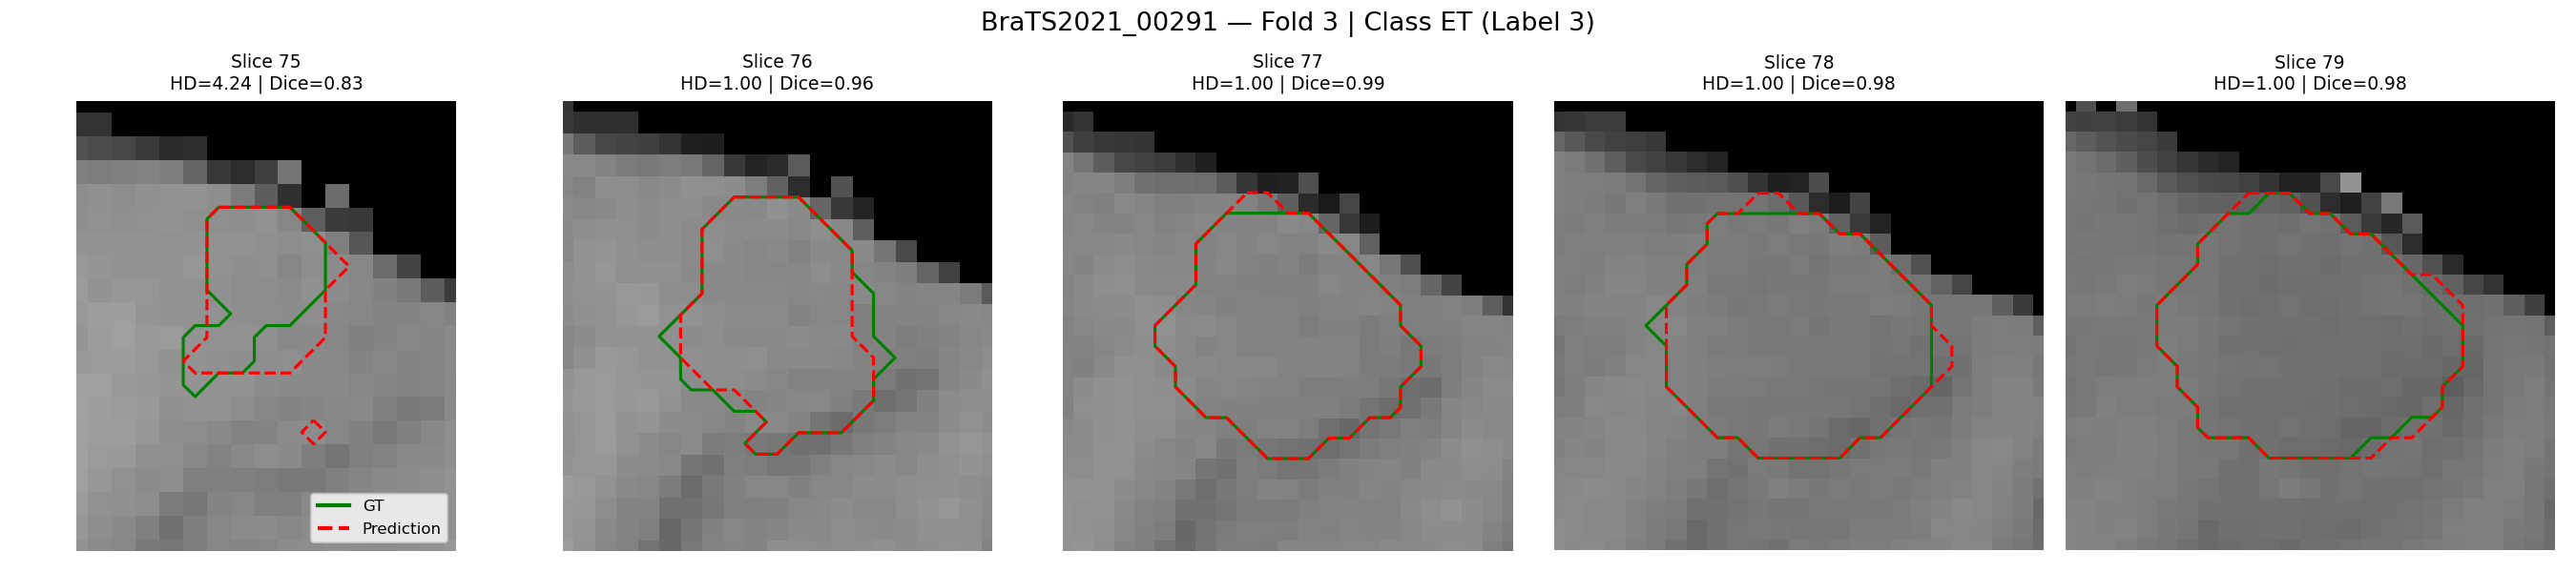 BraTS2021_00291 — Fold 3 | Class ET (Label 3)
Slice 75
HD=4.24 | Dice=0.83
Slice 76
HD=1.00 | Dice=0.96
Slice 77
HD=1.00 | Dice=0.99
Slice 78
HD=1.00 | Dice=0.98
Slice 79
HD=1.00 | Dice=0.98
GT
Prediction